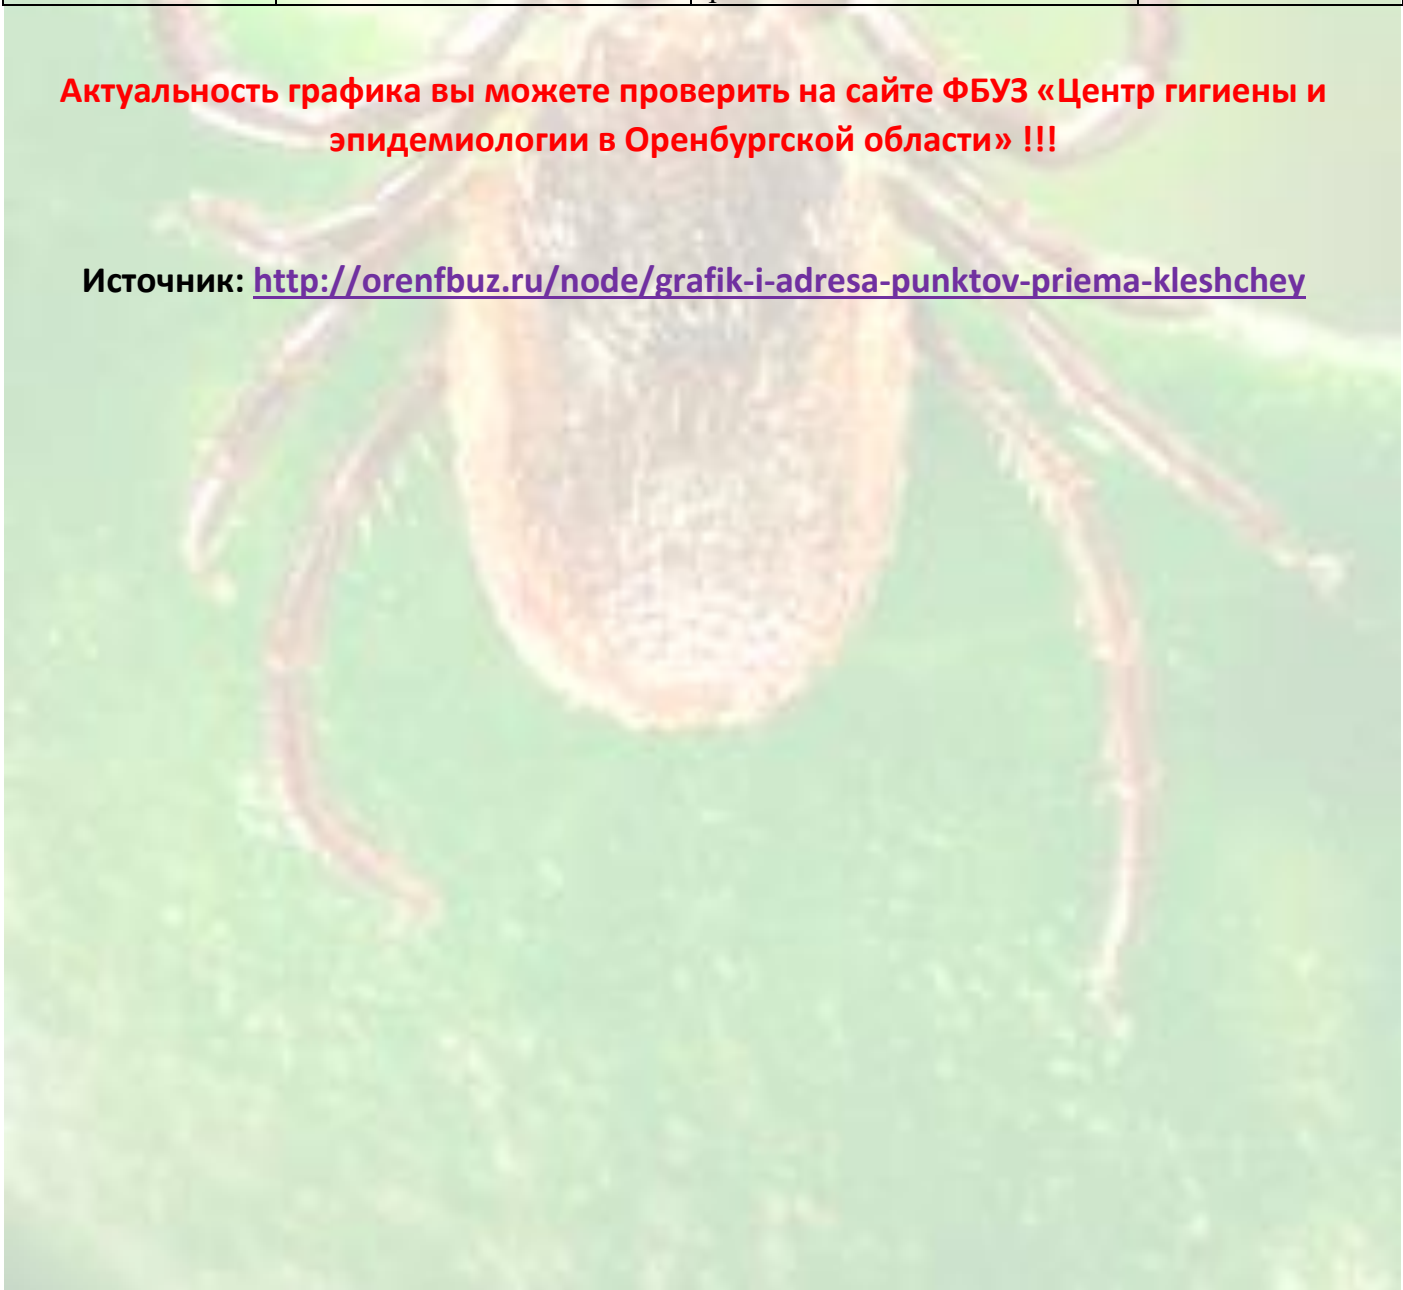 Актуальность графика вы можете проверить на сайте ФБУЗ «Центр гигиены и
эпидемиологии в Оренбургской области» !!!
Источник: http://orenfbuz.ru/node/grafik-i-adresa-punktov-priema-kleshchey